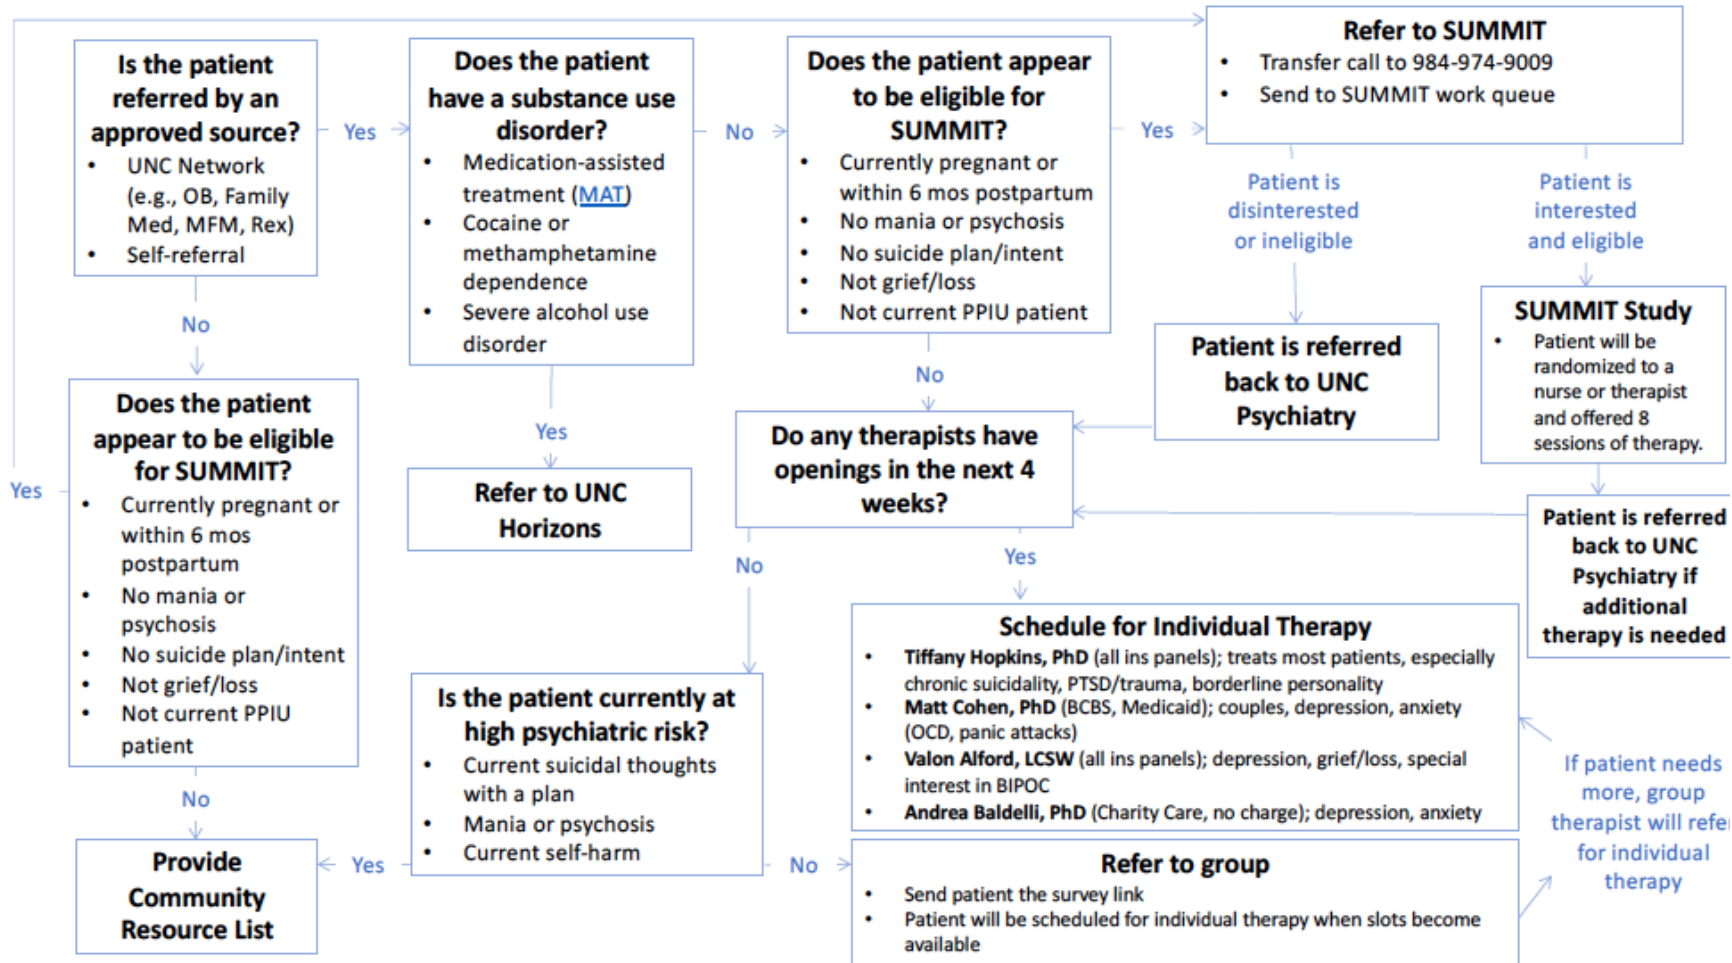 Is the patient
referred by an
approved source?
• UNC Network
(e.g., OB, Family
Med, MFM, Rex)
• Self-referral
Yes
Does the patient
have a substance use
disorder?
• Medication-assisted
treatment (MAT)
• Cocaine or
methamphetamine
dependence
• Severe alcohol use
disorder
No
Does the patient appear
to be eligible for
SUMMIT?
• Currently pregnant or
within 6 mos postpartum
• No mania or psychosis
• No suicide plan/intent
• Not grief/loss
• Not current PPIU patient
Yes
Refer to SUMMIT
• Transfer call to 984-974-9009
• Send to SUMMIT work queue
Patient is
disinterested
or ineligible
Patient is
interested
and eligible
No
Yes
No
Patient is referred
back to UNC
Psychiatry
SUMMIT Study
• Patient will be
randomized to a
nurse or therapist
and offered 8
sessions of therapy.
Does the patient
appear to be eligible
for SUMMIT?
• Currently pregnant or
within 6 mos
postpartum
• No mania or
psychosis
• No suicide plan/intent
• Not grief/loss
• Not current PPIU
patient
Yes
Refer to UNC
Horizons
Do any therapists have
openings in the next 4
weeks?
Patient is referred
back to UNC
Psychiatry if
additional
therapy is needed
No
Yes
Schedule for Individual Therapy
• Tiffany Hopkins, PhD (all ins panels); treats most patients, especially
chronic suicidality, PTSD/trauma, borderline personality
• Matt Cohen, PhD (BCBS, Medicaid); couples, depression, anxiety
(OCD, panic attacks)
• Valon Alford, LCSW (all ins panels); depression, grief/loss, special
interest in BIPOC
• Andrea Baldelli, PhD (Charity Care, no charge); depression, anxiety
Is the patient currently at
high psychiatric risk?
• Current suicidal thoughts
with a plan
• Mania or psychosis
• Current self-harm
No
Provide
Community
Resource List
Yes
No
Refer to group
• Send patient the survey link
• Patient will be scheduled for individual therapy when slots become
available
If patient needs
more, group
therapist will refer
for individual
therapy